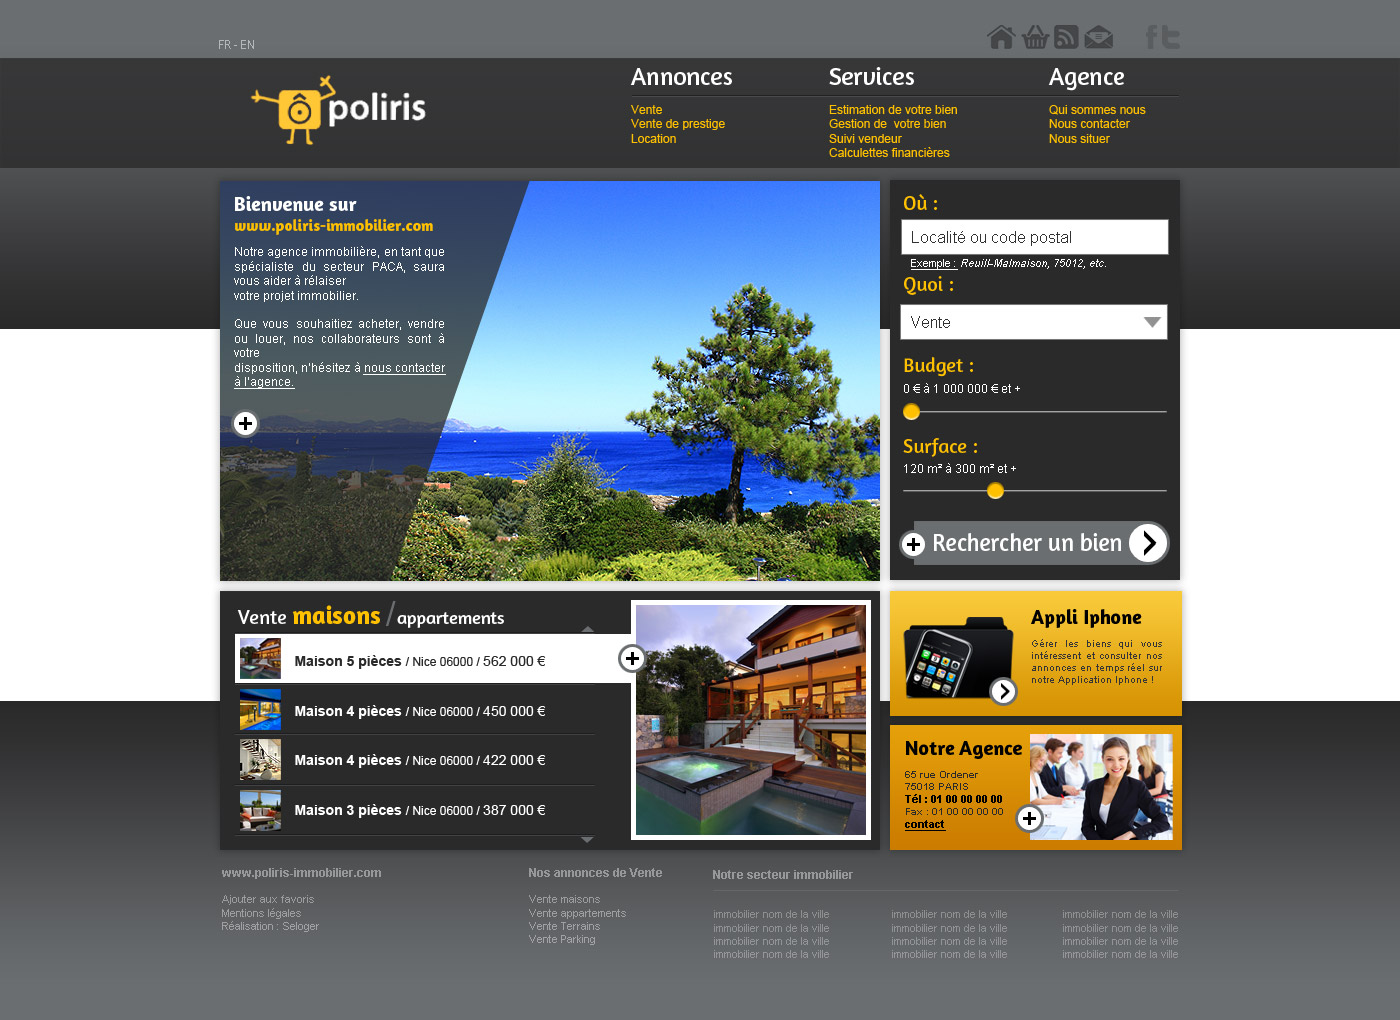 FR - EN
poliris
Annonces
Vente
Vente de prestige
Location
Services
Estimation de votre bien
Gestion de votre bien
Suivi vendeur
Calculettes financières
Agence
Qui sommes nous
Nous contacter
Nous situer
Bienvenue sur
www.poliris-immobilier.com
Notre agence immobilière, en tant que
spécialiste du secteur PACA, saura
vous aider à rélaiser
votre projet immobilier.
Que vous souhaitiez acheter, vendre
ou louer, nos collaborateurs sont à
votre
disposition, n'hésitez à nous contacter
à l'agence.
Où :
Localité ou code postal
Exemple : Reuill-Malmaison, 75012, etc.
Quoi :
Vente
Budget :
0 € à 1 000 000 € et +
Surface :
120 m² à 300 m² et +
Rechercher un bien
Vente maisons / appartements
Maison 5 pièces / Nice 06000 / 562 000 €
Maison 4 pièces / Nice 06000 / 450 000 €
Maison 4 pièces / Nice 06000 / 422 000 €
Maison 3 pièces / Nice 06000 / 387 000 €
Appli Iphone
Gérer les biens qui vous
intéressent et consulter nos
annonces en temps réel sur
notre Application Iphone !
Notre Agence
65 rue Ordener
75018 PARIS
Tél : 01 00 00 00 00
Fax : 01 00 00 00 00
contact
www.poliris-immobilier.com
Ajouter aux favoris
Mentions légales
Réalisation : Seloger
Nos annonces de Vente
Vente maisons
Vente appartements
Vente Terrains
Vente Parking
Notre secteur immobilier
immobilier nom de la ville
immobilier nom de la ville
immobilier nom de la ville
immobilier nom de la ville
immobilier nom de la ville
immobilier nom de la ville
immobilier nom de la ville
immobilier nom de la ville
immobilier nom de la ville
immobilier nom de la ville
immobilier nom de la ville
immobilier nom de la ville